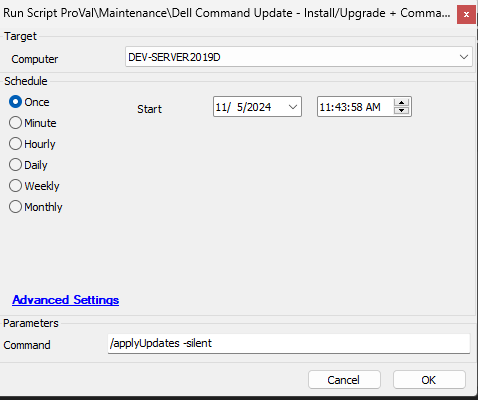 Run Script ProVal\Maintenance\Dell Command Update - Install/Upgrade + Comma... x
Target
Computer DEV-SERVER2019D
Schedule
Once Start 11/ 5/2024 11:43:58 AM
Minute
Hourly
Daily
Weekly
Monthly
Advanced Settings
Parameters
Command /applyUpdates -silent
Cancel OK